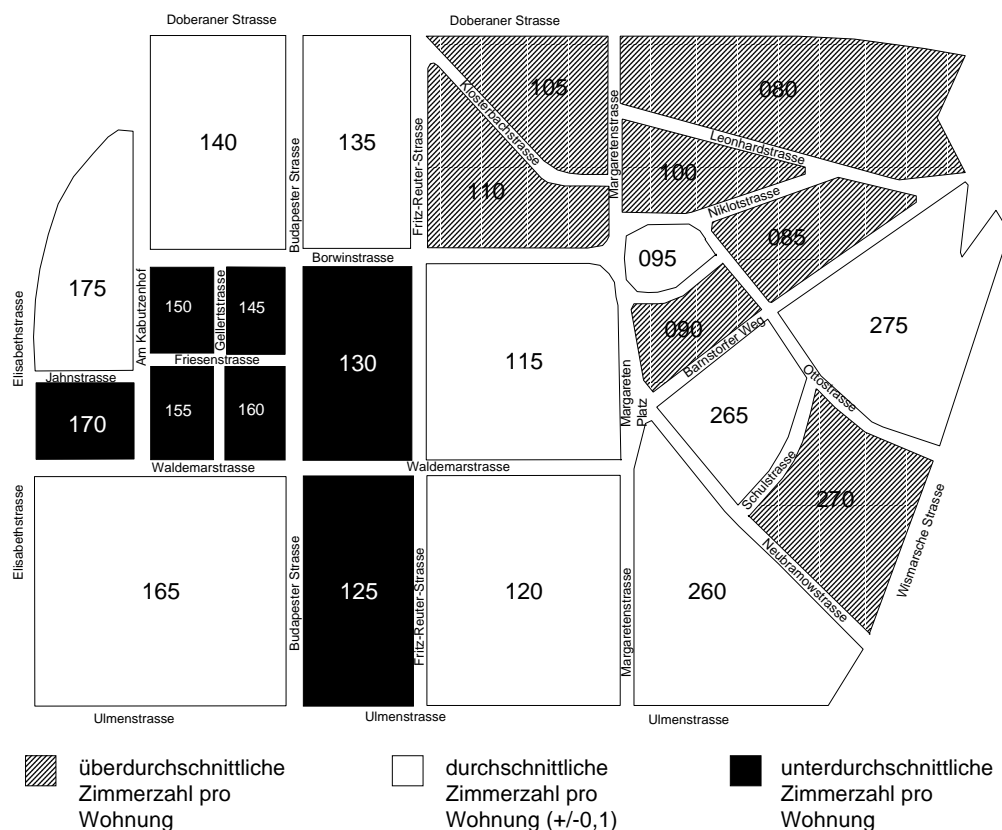 Doberaner Strasse
Doberaner Strasse
140
135
105
080
Klosterbachstrasse
Margaretenstrasse
Leonhardstrasse
100
110
Niklotstrasse
085
Budapester Strasse
Fritz-Reuter-Strasse
Borwinstrasse
095
175
Am Kabutzenhof
150
Gellertstrasse
145
Elisabethstrasse
Friesenstrasse
Jahnstrasse
130
115
090
Barnstorfer Weg
275
Margareten
Platz
Ottostrasse
170
155
160
265
Waldemarstrasse
Waldemarstrasse
Schulstrasse
270
Elisabethstrasse
165
Budapester Strasse
125
Fritz-Reuter-Strasse
120
Margaretenstrasse
260
Neubramowstrasse
Wismarsche Strasse
Ulmenstrasse
Ulmenstrasse
Ulmenstrasse
überdurchschnittliche
Zimmerzahl pro
Wohnung
durchschnittliche
Zimmerzahl pro
Wohnung (+/-0,1)
unterdurchschnittliche
Zimmerzahl pro
Wohnung